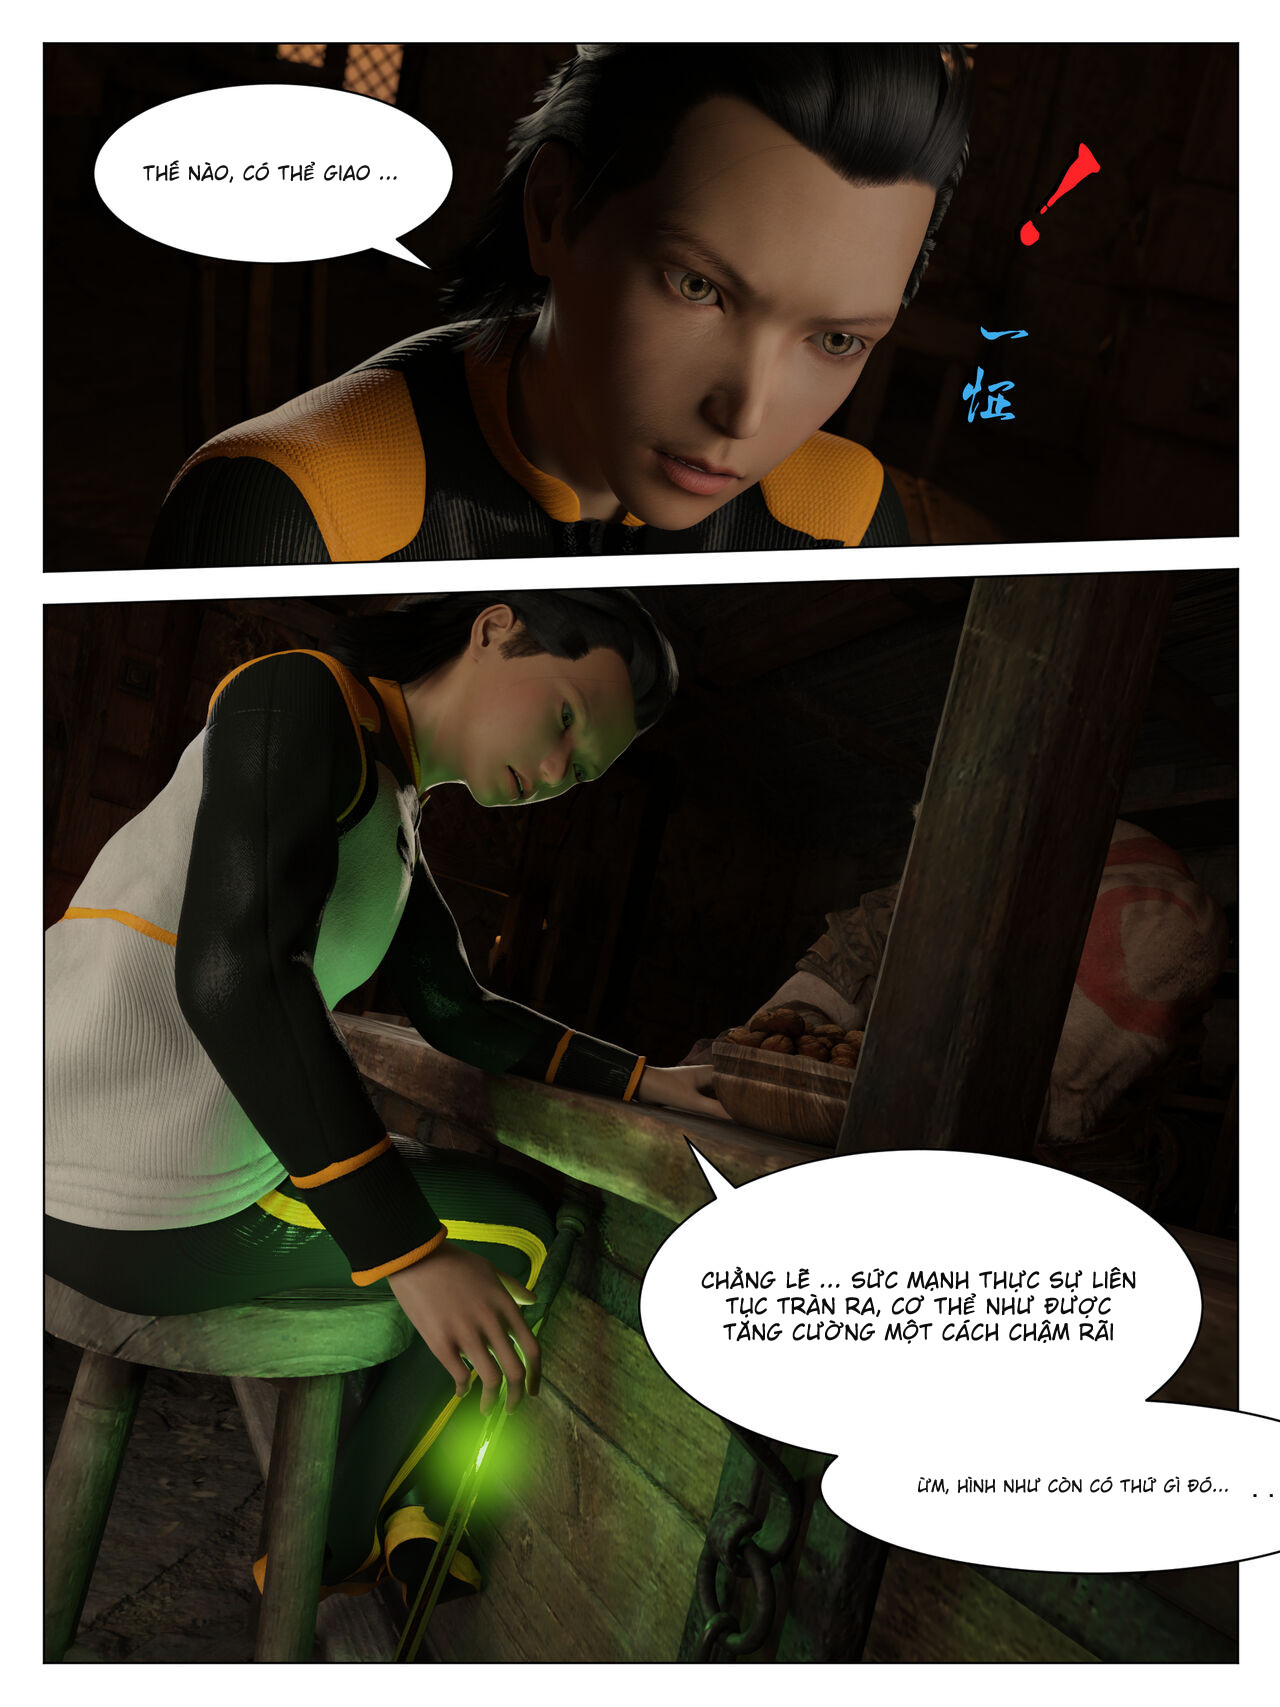 THẾ NÀO, CÓ THỂ GIAO ...
!
一
怔
CHẲNG LẼ ... SỨC MẠNH THỰC SỰ LIÊN
TỤC TRÀN RA, CƠ THỂ NHƯ ĐƯỢC
TĂNG CƯỜNG MỘT CÁCH CHẬM RÃI
ỪM, HÌNH NHƯ CÒN CÓ THỨ GÌ ĐÓ... ..